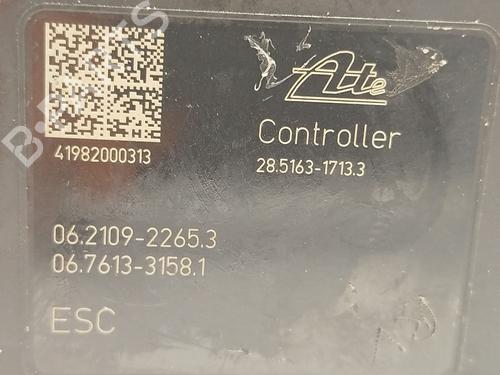 Ate
Controller
28.5163-1713.3
41982000313
06.2109-2265.3
06.7613-3158.1
ESC